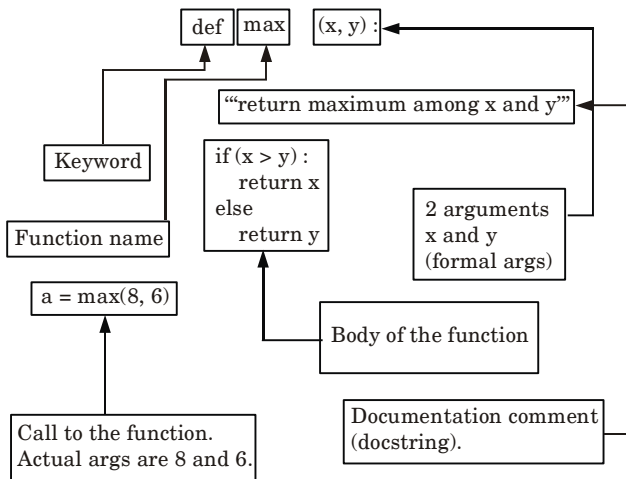 def max (x, y) :
“‘return maximum among x and y’”
Keyword
if (x > y) :
return x
else
return y
2 arguments
x and y
(formal args)
Function name
a = max(8, 6)
Body of the function
Call to the function.
Actual args are 8 and 6.
Documentation comment
(docstring).